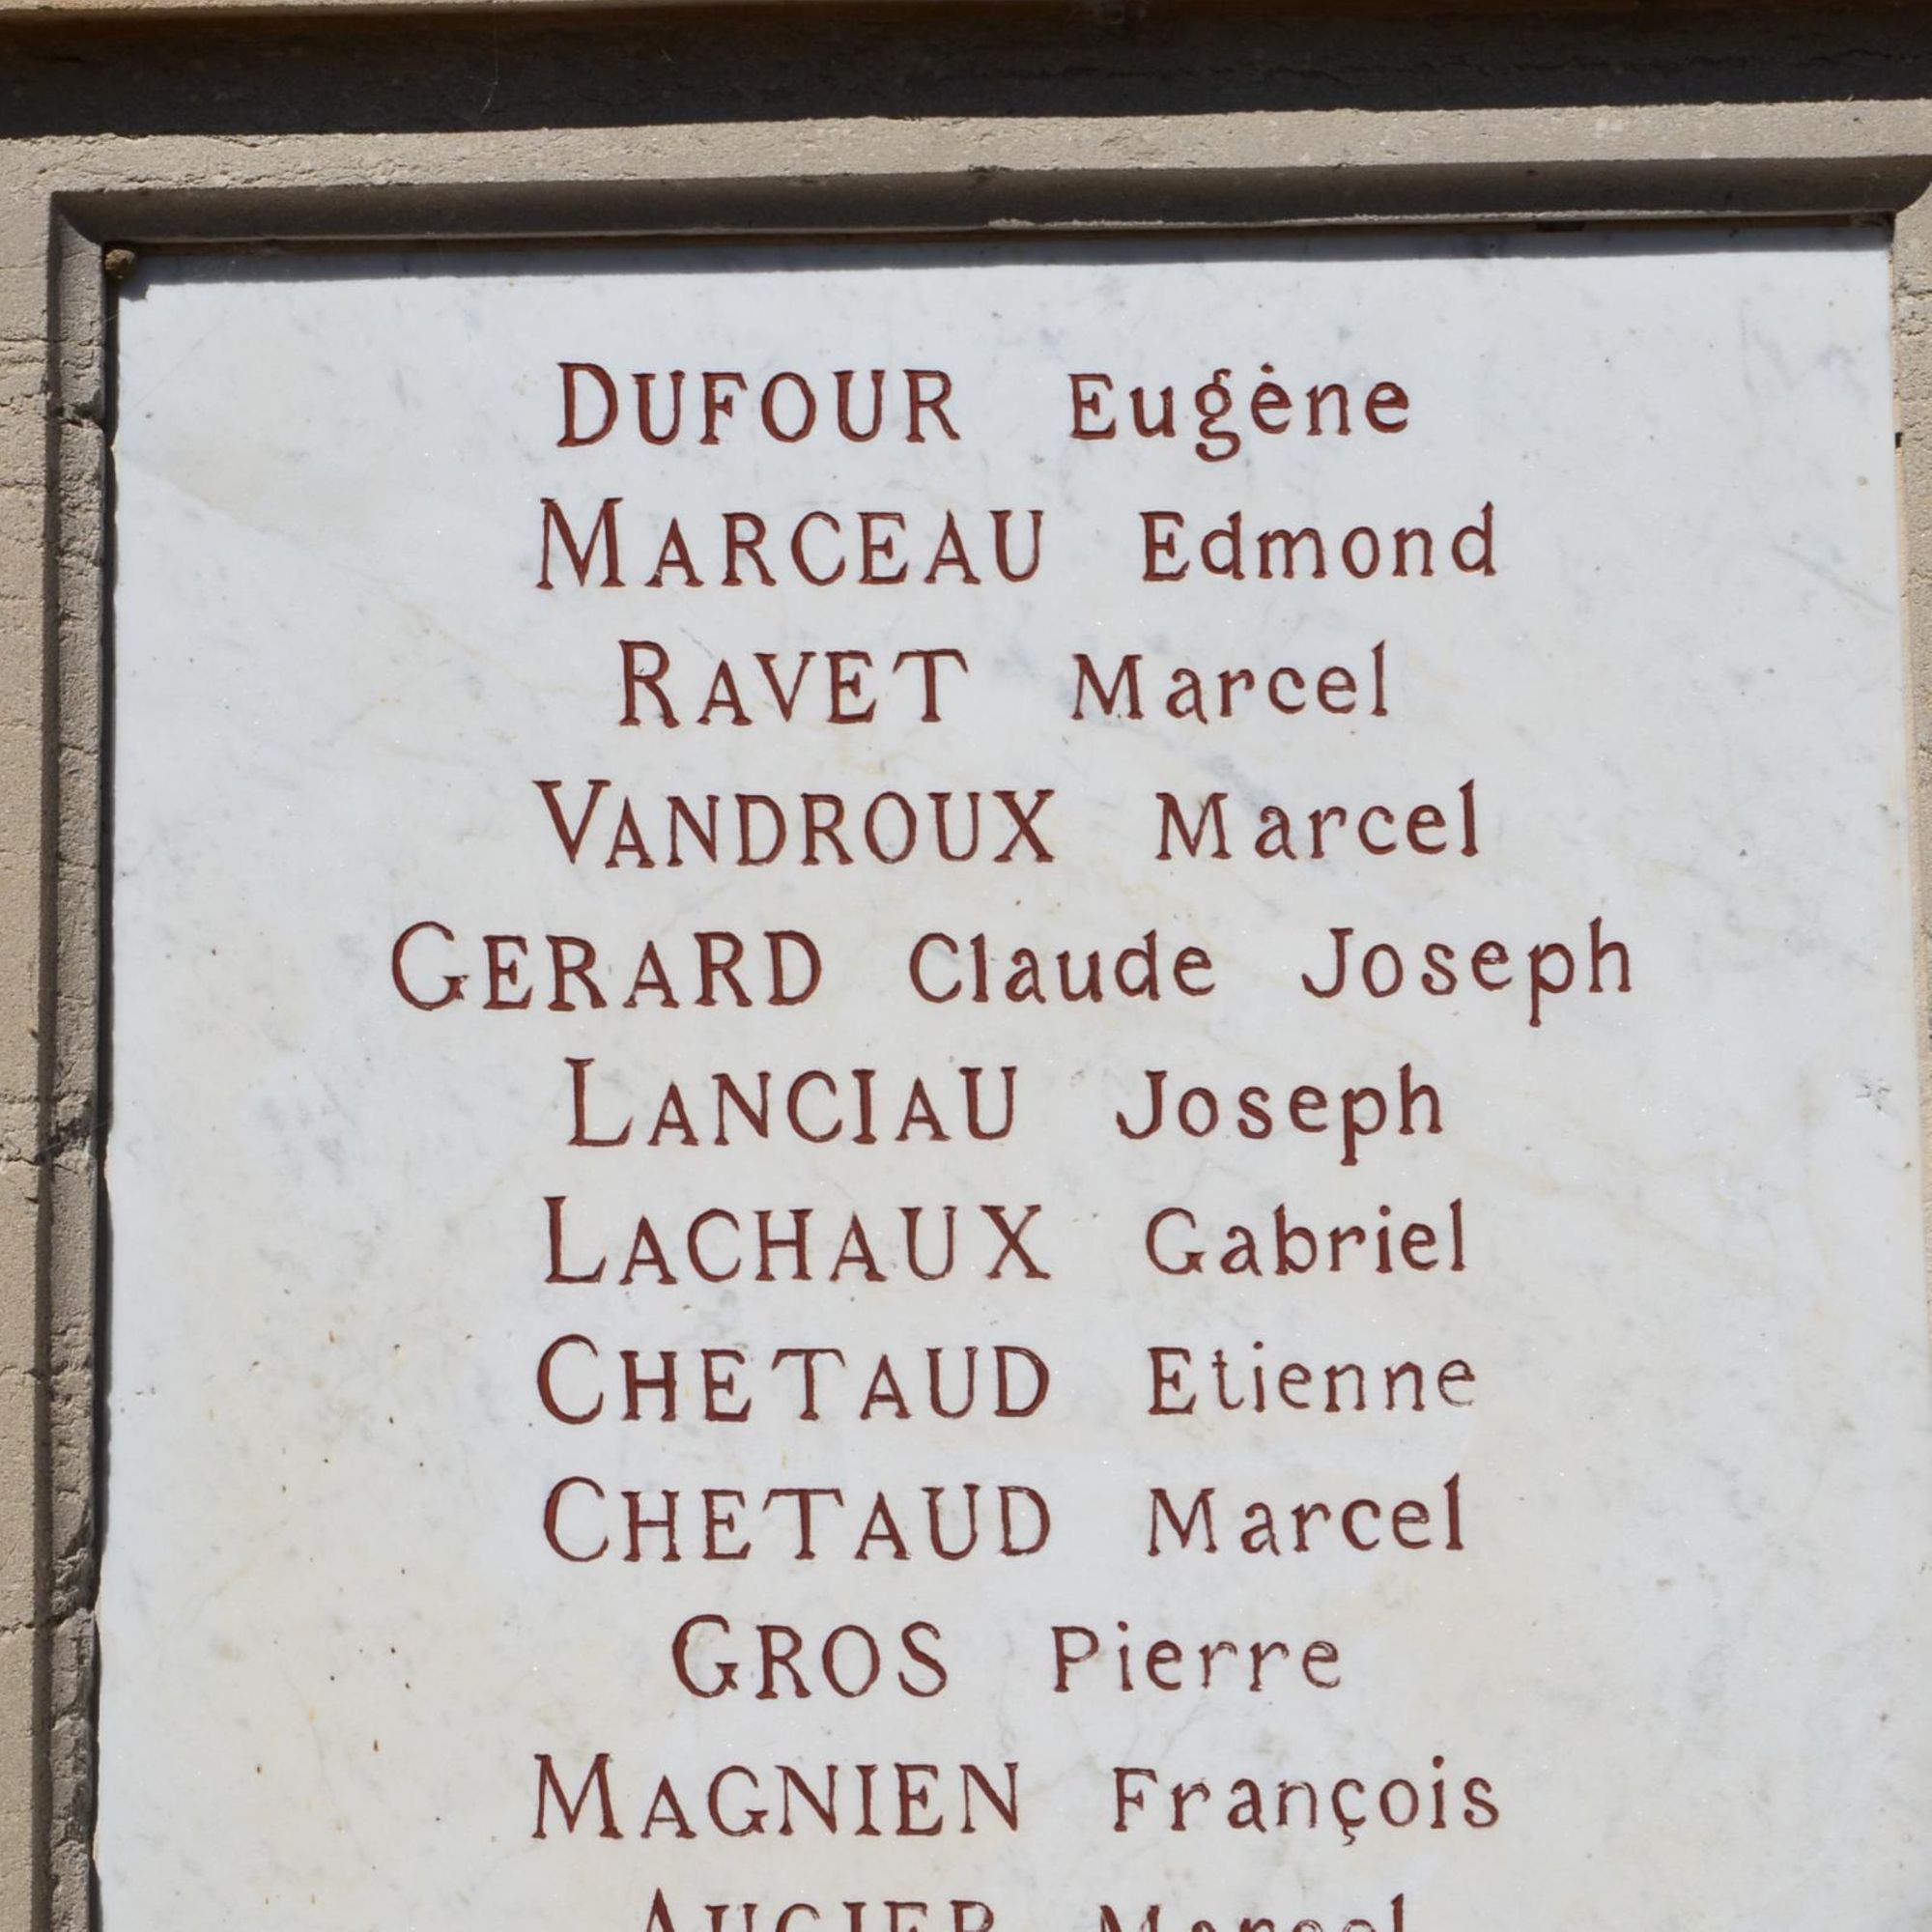 DUFOUR Eugène
MARCEAU Edmond
RAVET Marcel
VANDROUX Marcel
GERARD Claude Joseph
LANCIAU Joseph
LACHAUX Gabriel
CHETAUD Etienne
CHETAUD Marcel
GROS Pierre
MAGNIEN François
Marcel